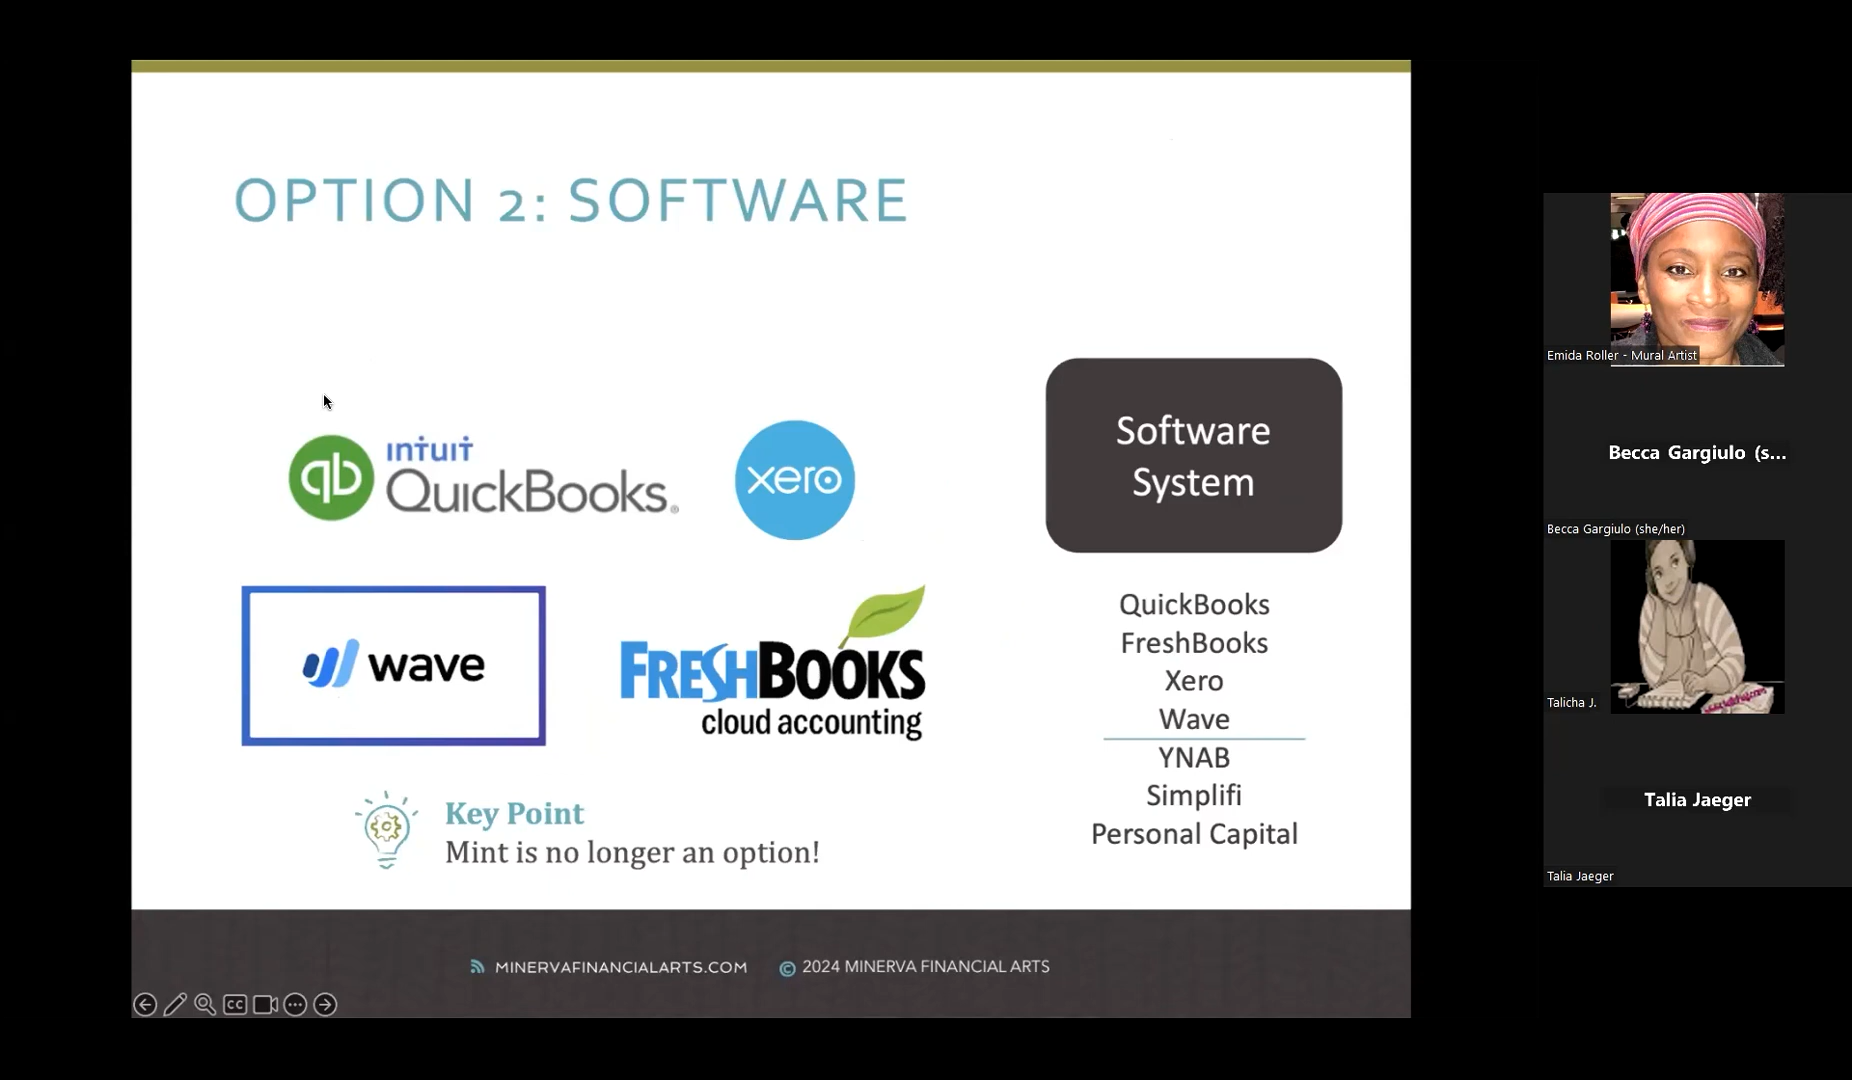 OPTION 2: SOFTWARE
qb
intuit
QuickBooks®
xero
Software
System
wave
FRESHBOOKS
cloud accounting
QuickBooks
FreshBooks
Xero
Wave
YNAB
Simplifi
Personal Capital
Key Point
Mint is no longer an option!
MINERVAFINANCIALARTS.COM © 2024 MINERVA FINANCIAL ARTS
CC
Emida Roller - Mural Artist
Becca Gargiulo (s...
Becca Gargiulo (she/her)
Talicha J.
Talia Jaeger
Talia Jaeger